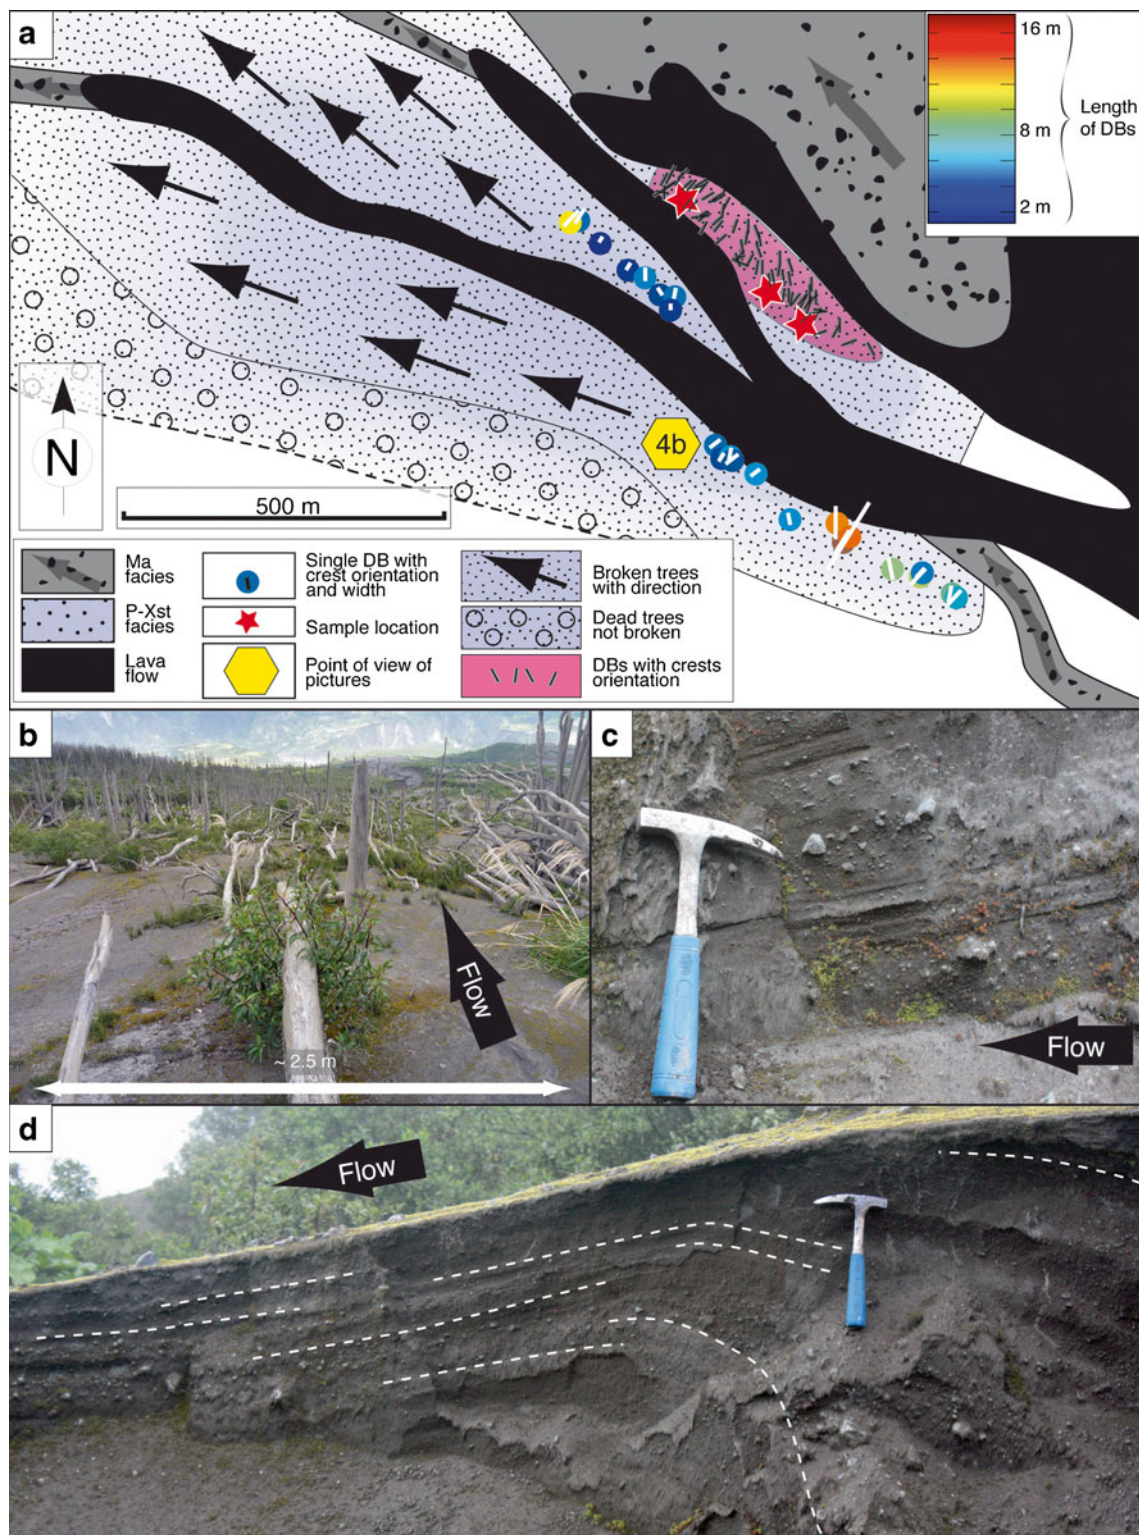 a
16 m
8 m
2 m
Length
of DBs
4b
N
500 m
Ma
facies
P-Xst
facies
Lava
flow
Single DB with
crest orientation
and width
Sample location
Point of view of
pictures
Broken trees
with direction
Dead trees
not broken
DBs with crests
orientation
b
Flow
~ 2.5 m
c
Flow
d
Flow